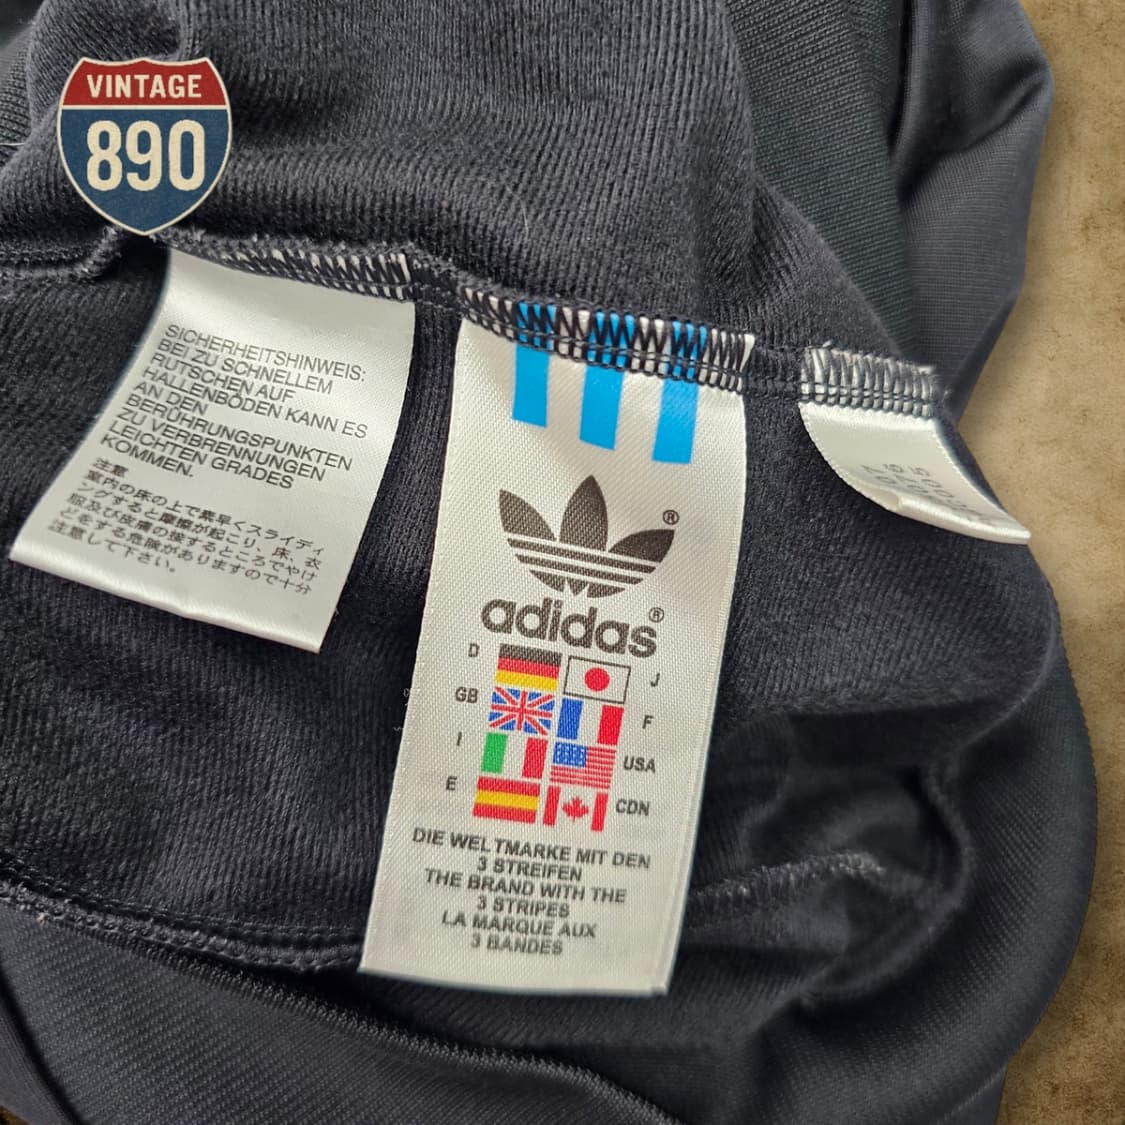 VINTAGE
890
SICHERHEITSHINWEIS:
BEI ZU SCHNELLEM
RUTSCHEN AUF
HALLENBÖDEN KANN ES
AN DEN
BERÜHRUNGSPUNKTEN
ZU VERBRENNUNGEN
LEICHTEN GRADES
KOMMEN.
注意
室内の床の上で素早くスライディ
ングすると摩擦が起こり、床、衣
服及び皮膚の接するところでやけ
どをする危険がありますので十分
注意して下さい。
®
adidas®
D
J
GB
F
I
USA
E
CDN
DIE WELTMARKE MIT DEN
3 STREIFEN
THE BRAND WITH THE
3 STRIPES
LA MARQUE AUX
3 BANDES